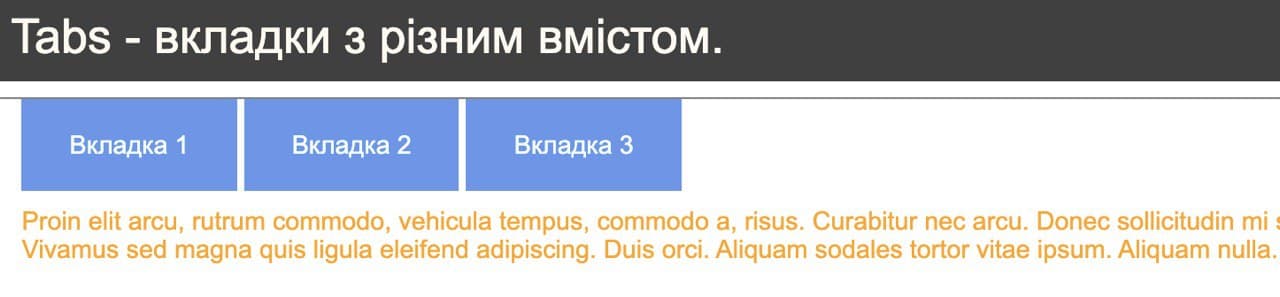 Tabs - вкладки з різним вмістом.
Вкладка 1 Вкладка 2 Вкладка 3
Proin elit arcu, rutrum commodo, vehicula tempus, commodo a, risus. Curabitur nec arcu. Donec sollicitudin mi
Vivamus sed magna quis ligula eleifend adipiscing. Duis orci. Aliquam sodales tortor vitae ipsum. Aliquam nulla.